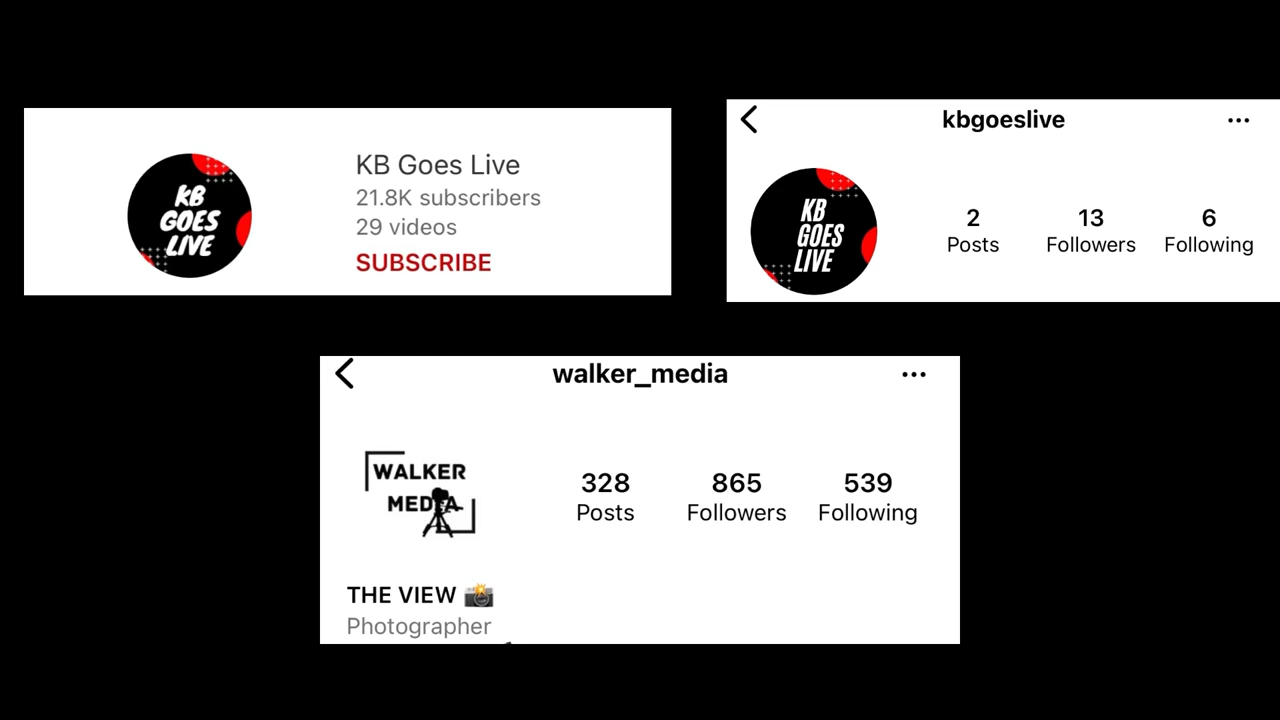 KB
GOES
LIVE
KB Goes Live
21.8K subscribers
29 videos
SUBSCRIBE
kbgoeslive
KB
GOES
LIVE
2 13 6
Posts Followers Following
walker_media
WALKER
MEDIA
328 865 539
Posts Followers Following
THE VIEW 📸
Photographer